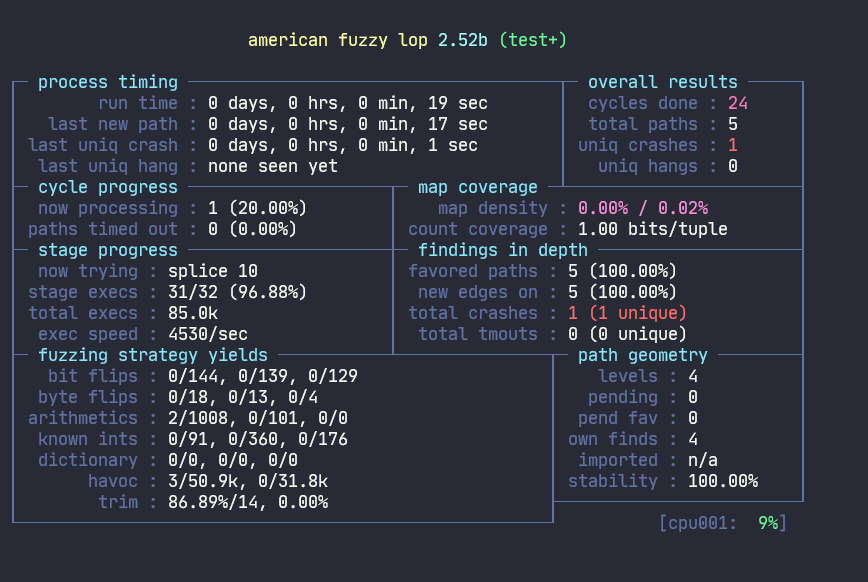 american fuzzy lop 2.52b (test+)
process timing overall results
run time : 0 days, 0 hrs, 0 min, 19 sec cycles done : 24
last new path : 0 days, 0 hrs, 0 min, 17 sec total paths : 5
last uniq crash : 0 days, 0 hrs, 0 min, 1 sec uniq crashes : 1
last uniq hang : none seen yet uniq hangs : 0
cycle progress map coverage
now processing : 1 (20.00%) map density : 0.00% / 0.02%
paths timed out : 0 (0.00%) count coverage : 1.00 bits/tuple
stage progress findings in depth
now trying : splice 10 favored paths : 5 (100.00%)
stage execs : 31/32 (96.88%) new edges on : 5 (100.00%)
total execs : 85.0k total crashes : 1 (1 unique)
exec speed : 4530/sec total tmouts : 0 (0 unique)
fuzzing strategy yields path geometry
bit flips : 0/144, 0/139, 0/129 levels : 4
byte flips : 0/18, 0/13, 0/4 pending : 0
arithmetics : 2/1008, 0/101, 0/0 pend fav : 0
known ints : 0/91, 0/360, 0/176 own finds : 4
dictionary : 0/0, 0/0, 0/0 imported : n/a
havoc : 3/50.9k, 0/31.8k stability : 100.00%
trim : 86.89%/14, 0.00%
[cpu001: 9%]